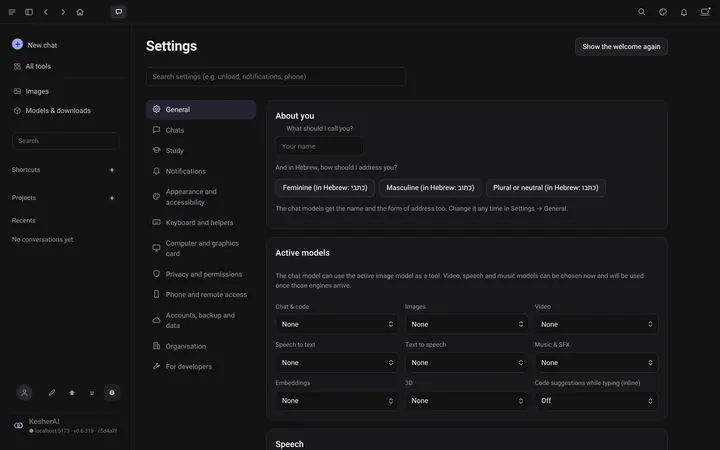 New chat
All tools
Images
Models & downloads
Search
Shortcuts
Projects
Recents
No conversations yet.
KesherAI
localhost:5173 · v0.6.319 · c5d4a7f
Settings
Show the welcome again
Search settings (e.g. unload, notifications, phone)
General
Chats
Study
Notifications
Appearance and
accessibility
Keyboard and helpers
Computer and graphics
card
Privacy and permissions
Phone and remote access
Accounts, backup and
data
Organisation
For developers
About you
What should I call you?
Your name
And in Hebrew, how should I address you?
Feminine (in Hebrew: כתבי)
Masculine (in Hebrew: כתוב)
Plural or neutral (in Hebrew: כתבו)
The chat models get the name and the form of address too. Change it any time in Settings → General.
Active models
The chat model can use the active image model as a tool. Video, speech and music models can be chosen now and will be used
once those engines arrive.
Chat & code
Images
Video
None
None
None
Speech to text
Text to speech
Music & SFX
None
None
None
Embeddings
3D
Code suggestions while typing (inline)
None
None
Off
Speech